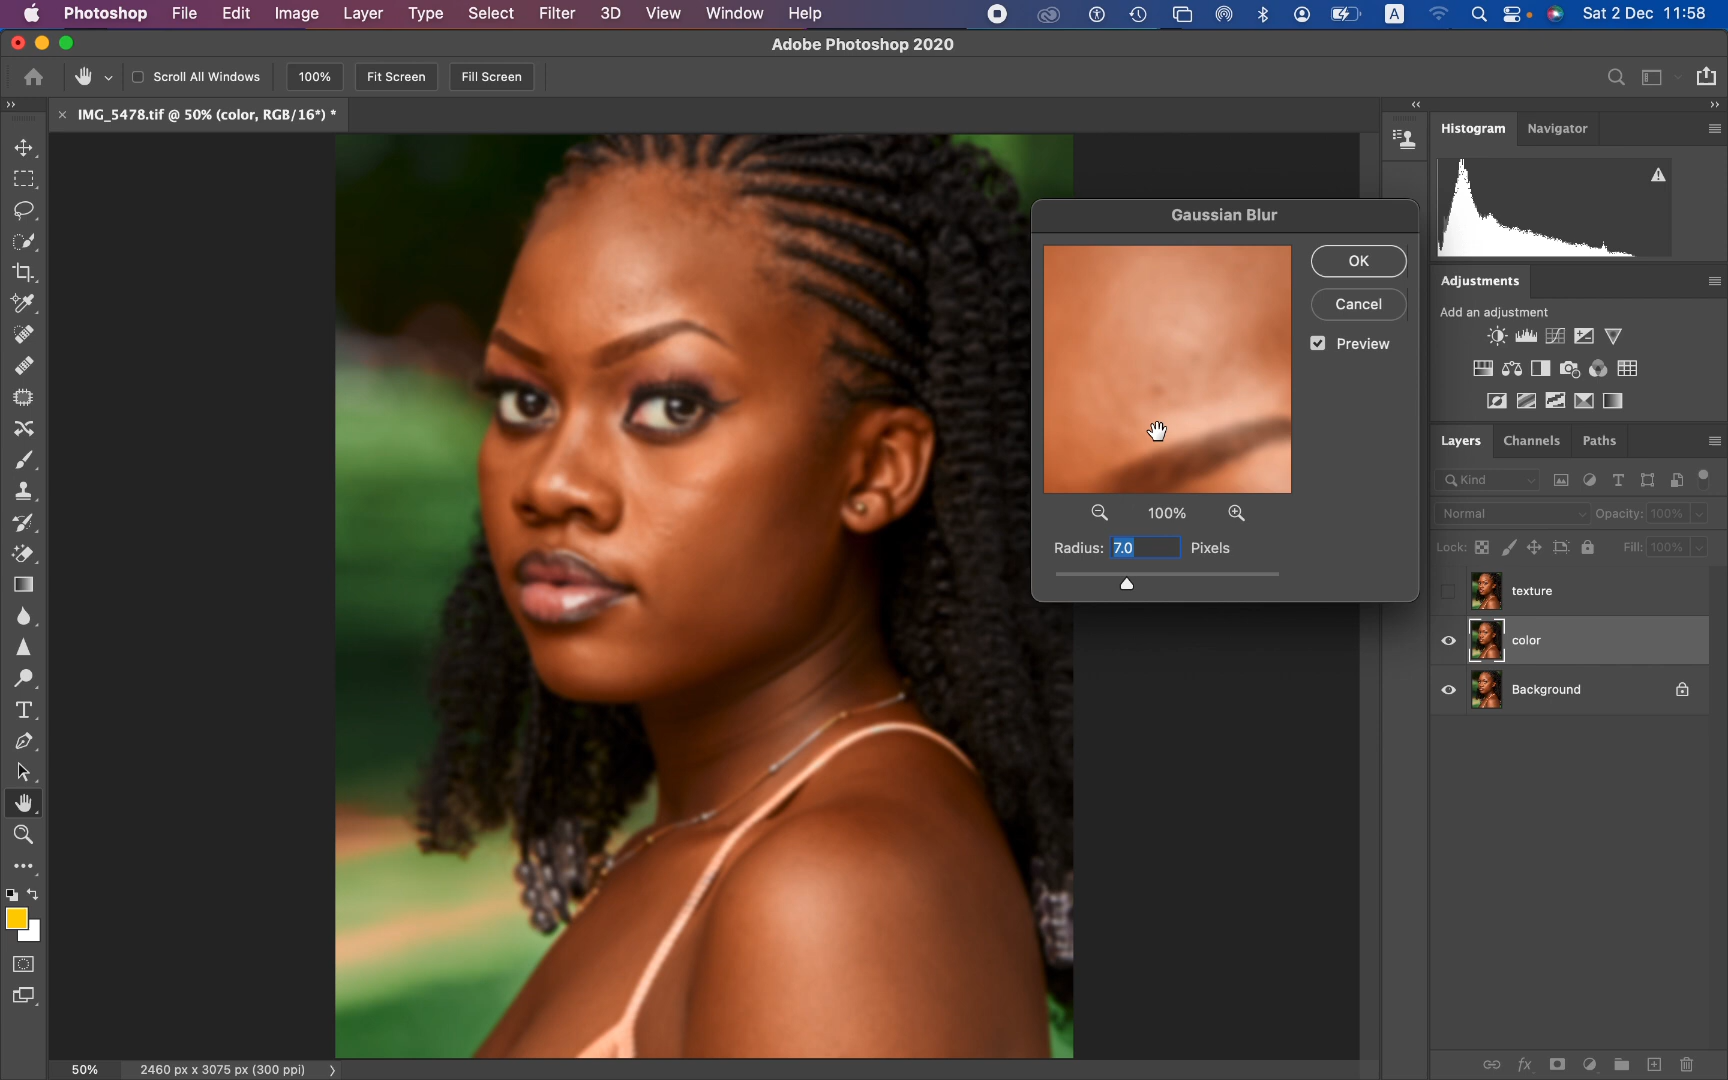 Photoshop File Edit Image Layer Type Select Filter 3D View Window Help A Sat 2 Dec 11:58
Adobe Photoshop 2020
Scroll All Windows 100% Fit Screen Fill Screen
× IMG_5478.tif @ 50% (color, RGB/16*) *
Histogram Navigator
Gaussian Blur
OK
Cancel
Preview
100%
Radius: 7.0 Pixels
Adjustments
Add an adjustment
Layers Channels Paths
Kind
Normal Opacity: 100%
Lock: Fill: 100%
texture
color
Background
fx
50% 2460 px x 3075 px (300 ppi)